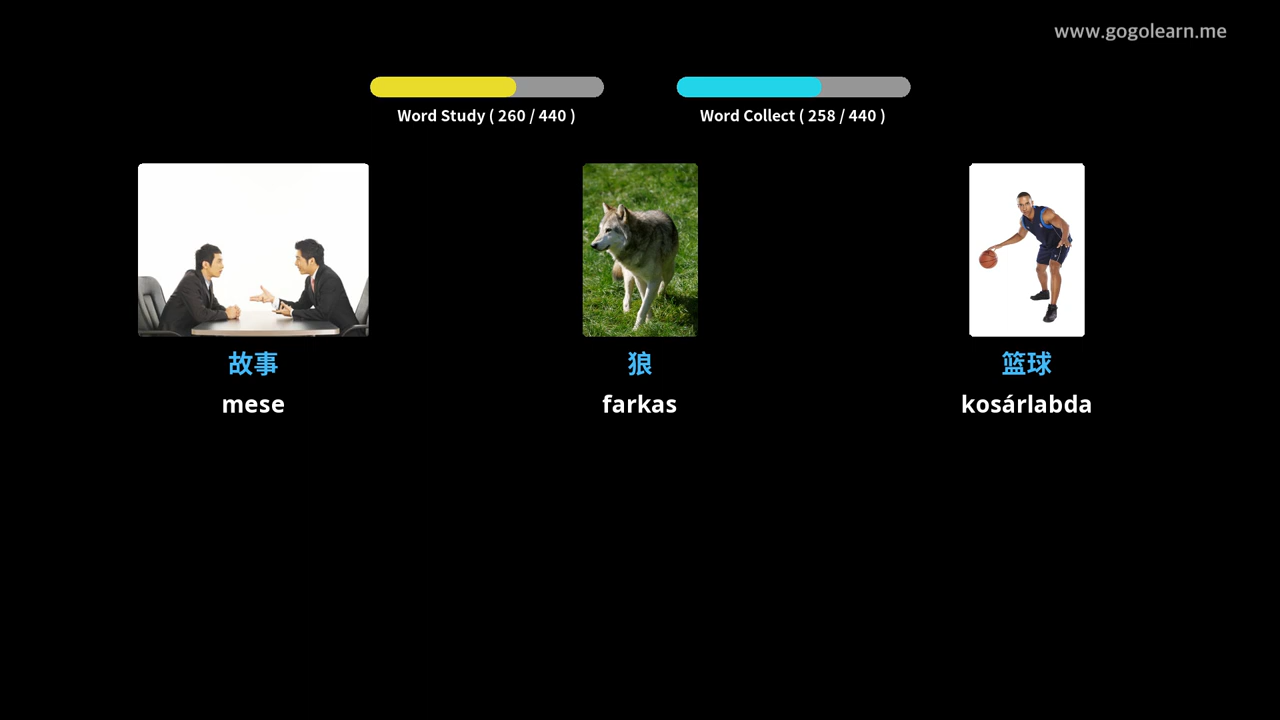 www.gogolearn.me
Word Study ( 260 / 440 )
Word Collect ( 258 / 440 )
故事
mese
狼
farkas
篮球
kosárlabda